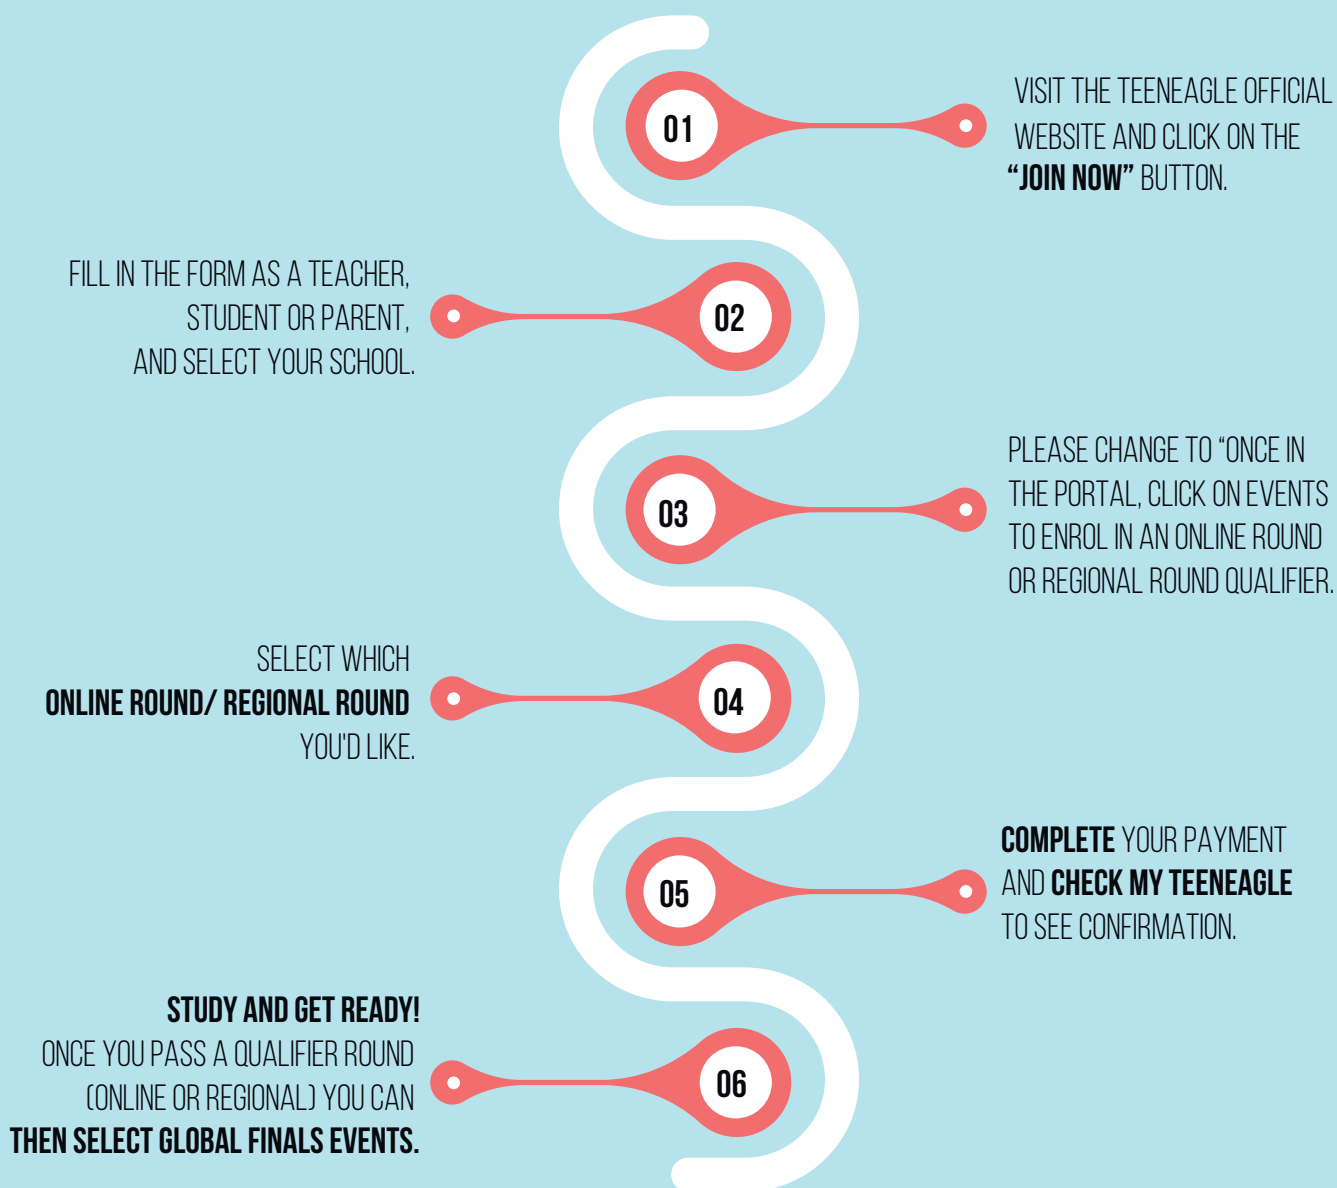 01
VISIT THE TEENEAGLE OFFICIAL
WEBSITE AND CLICK ON THE
“JOIN NOW” BUTTON.
FILL IN THE FORM AS A TEACHER,
STUDENT OR PARENT,
AND SELECT YOUR SCHOOL.
02
03
PLEASE CHANGE TO “ONCE IN
THE PORTAL, CLICK ON EVENTS
TO ENROL IN AN ONLINE ROUND
OR REGIONAL ROUND QUALIFIER.
SELECT WHICH
ONLINE ROUND/ REGIONAL ROUND
YOU'D LIKE.
04
05
COMPLETE YOUR PAYMENT
AND CHECK MY TEENEAGLE
TO SEE CONFIRMATION.
STUDY AND GET READY!
ONCE YOU PASS A QUALIFIER ROUND
(ONLINE OR REGIONAL) YOU CAN
THEN SELECT GLOBAL FINALS EVENTS.
06